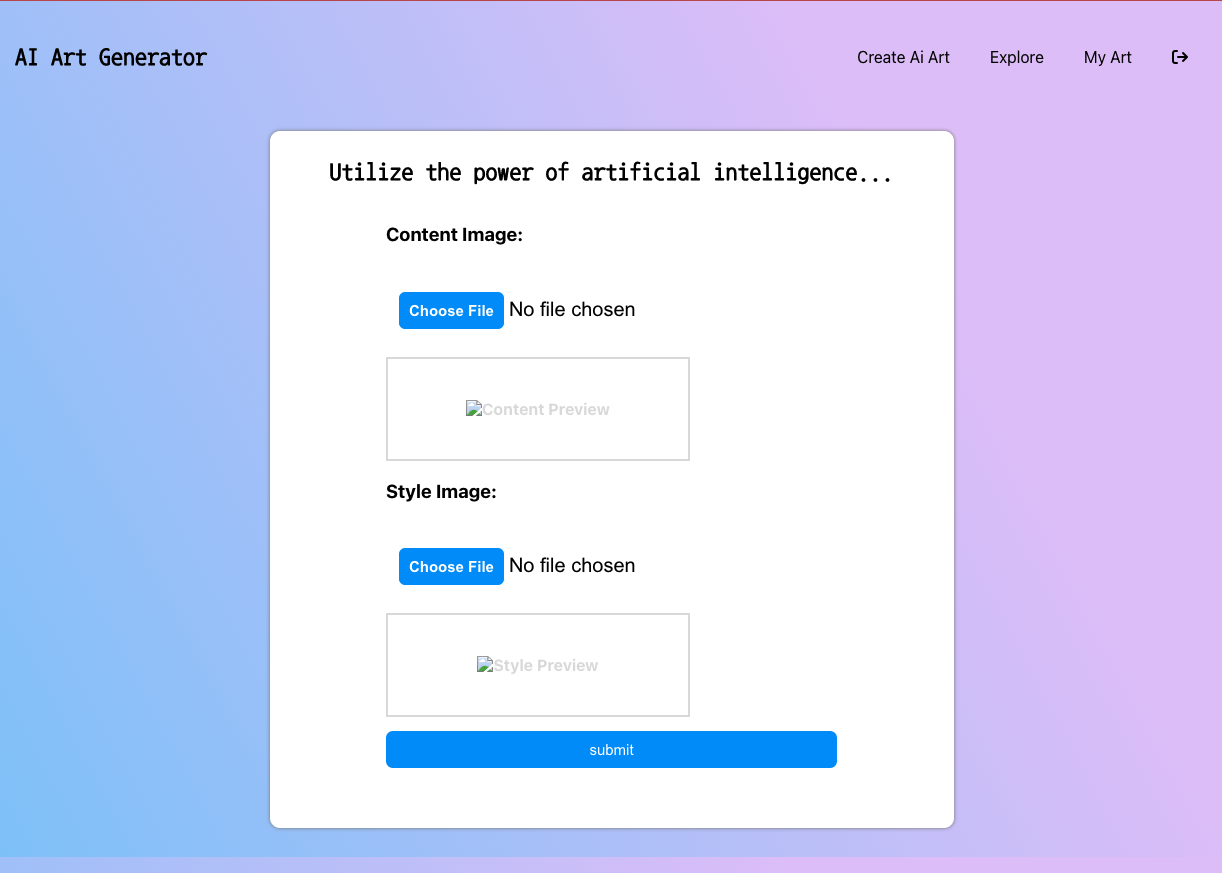 AI Art Generator
Create Ai Art
Explore
My Art
Utilize the power of artificial intelligence...
Content Image:
Choose File No file chosen
Content Preview
Style Image:
Choose File No file chosen
Style Preview
submit